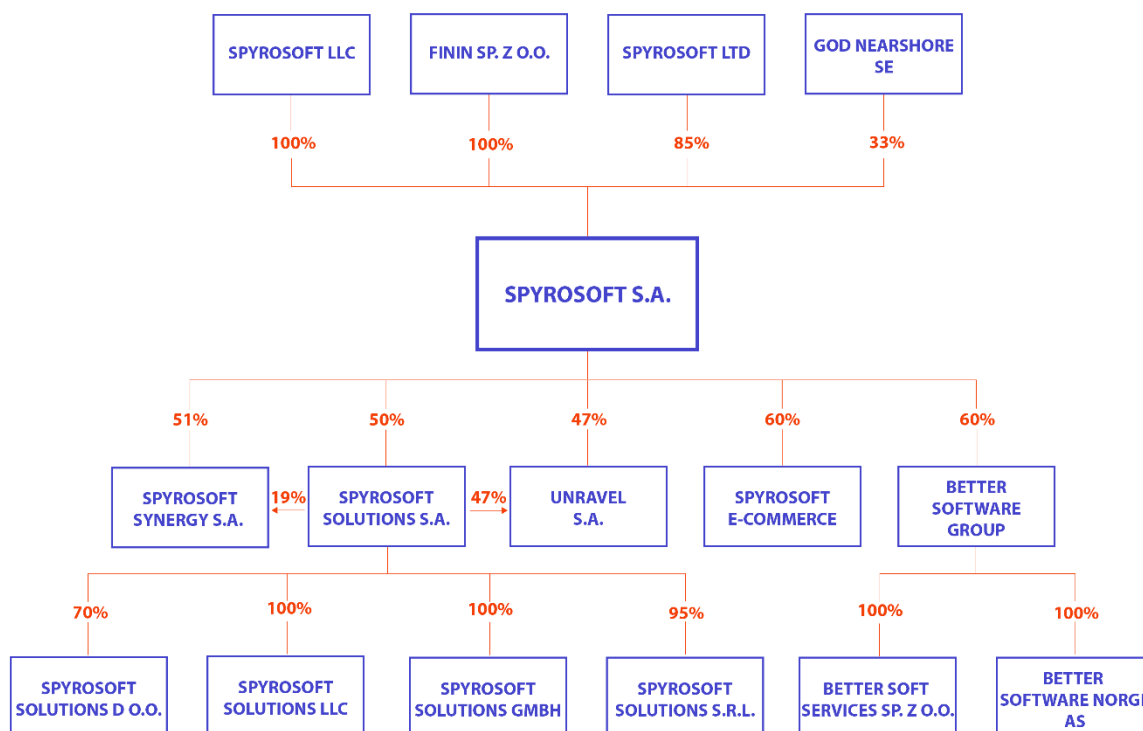 SPYROSOFT LLC
FININ SP. Z O.O.
SPYROSOFT LTD
GOD NEARSHORE
SE
100%
100%
85%
33%
SPYROSOFT S.A.
51%
50%
47%
60%
60%
SPYROSOFT
SYNERGY S.A.
19%
SPYROSOFT
SOLUTIONS S.A.
47%
UNRAVEL
S.A.
SPYROSOFT
E-COMMERCE
BETTER
SOFTWARE
GROUP
70%
100%
100%
95%
100%
100%
SPYROSOFT
SOLUTIONS D O.O.
SPYROSOFT
SOLUTIONS LLC
SPYROSOFT
SOLUTIONS GMBH
SPYROSOFT
SOLUTIONS S.R.L.
BETTER SOFT
SERVICES SP. Z O.O.
BETTER
SOFTWARE NORGE
AS